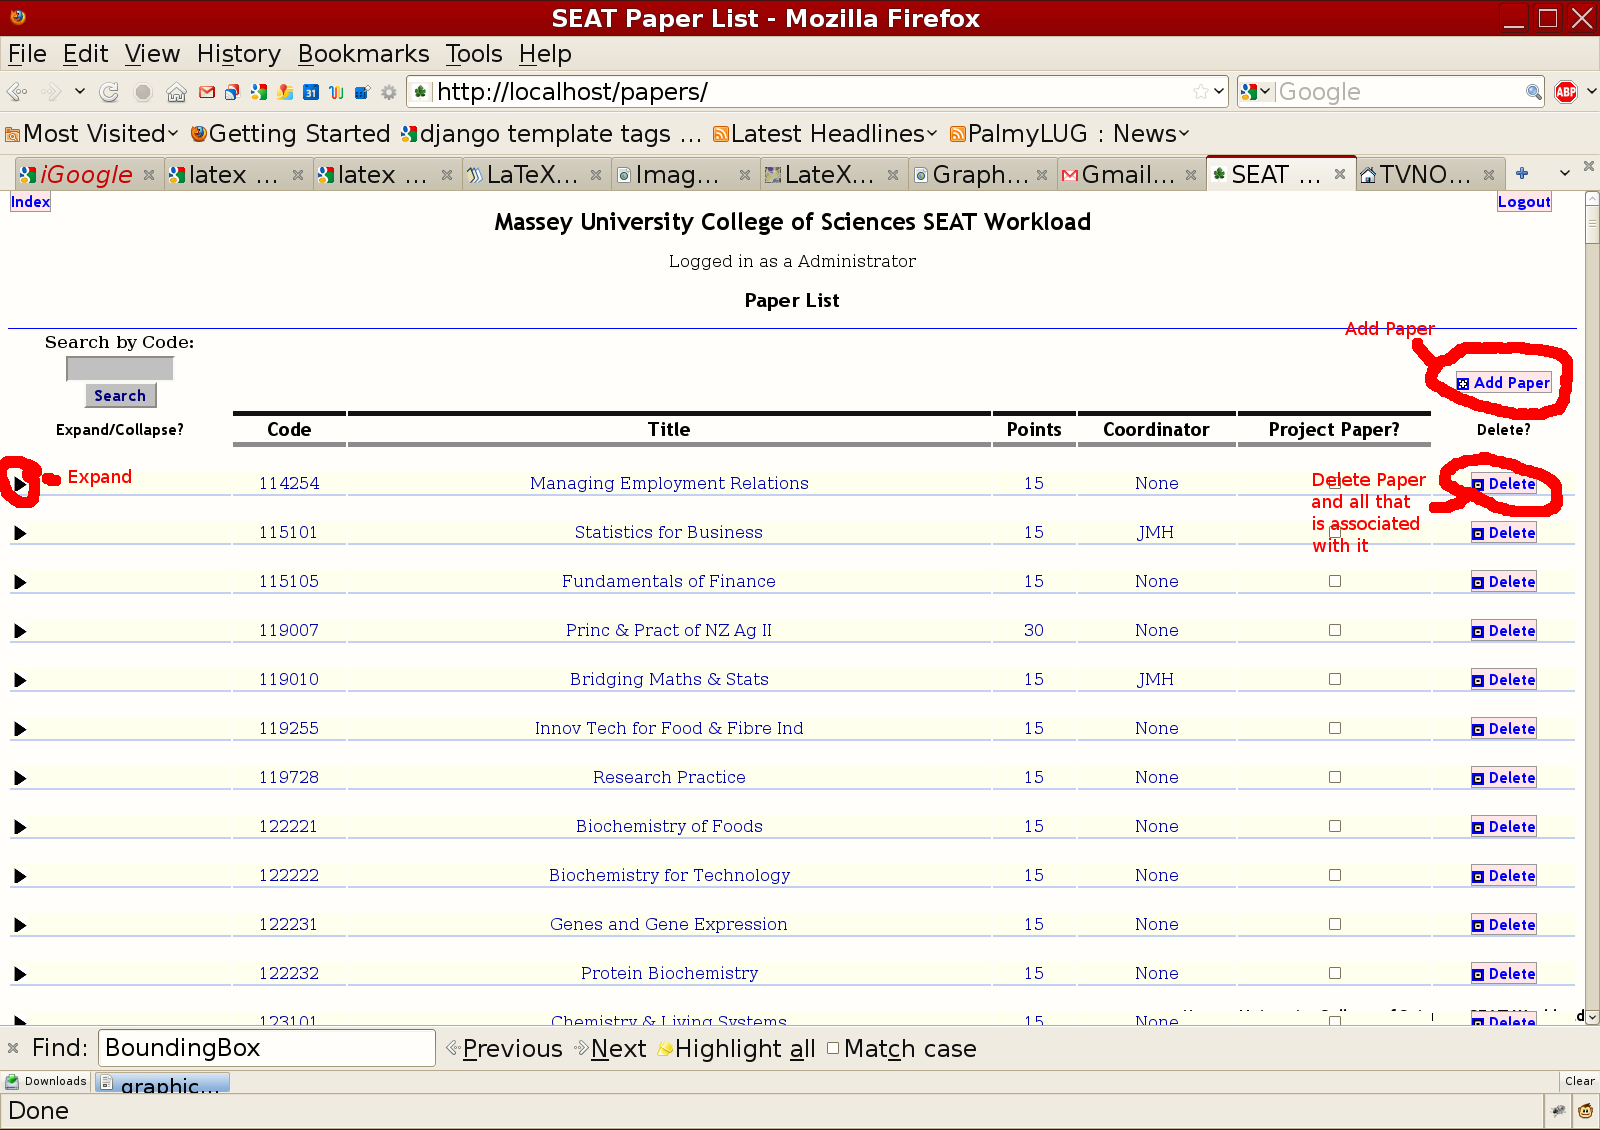 SEAT Paper List - Mozilla Firefox
File Edit View History Bookmarks Tools Help
http://localhost/papers/ Google ABP
Most Visited Getting Started django template tags ... Latest Headlines PalmyLUG : News
iGoogle latex ... latex ... LaTeX... Imag... LateX... Graph... Gmail... SEAT ... TVNO...
Index Logout
Massey University College of Sciences SEAT Workload
Logged in as a Administrator
Paper List
Add Paper
Search by Code:
Search
Add Paper
Expand/Collapse? Code Title Points Coordinator Project Paper? Delete?
Expand
114254 Managing Employment Relations 15 None Delete
Delete Paper
and all that
is associated
with it
115101 Statistics for Business 15 JMH Delete
115105 Fundamentals of Finance 15 None Delete
119007 Princ & Pract of NZ Ag II 30 None Delete
119010 Bridging Maths & Stats 15 JMH Delete
119255 Innov Tech for Food & Fibre Ind 15 None Delete
119728 Research Practice 15 None Delete
122221 Biochemistry of Foods 15 None Delete
122222 Biochemistry for Technology 15 None Delete
122231 Genes and Gene Expression 15 None Delete
122232 Protein Biochemistry 15 None Delete
123101 Chemistry & Living Systems 15 None Delete
Find: BoundingBox Previous Next Highlight all Match case
Downloads graphic... Clear
Done